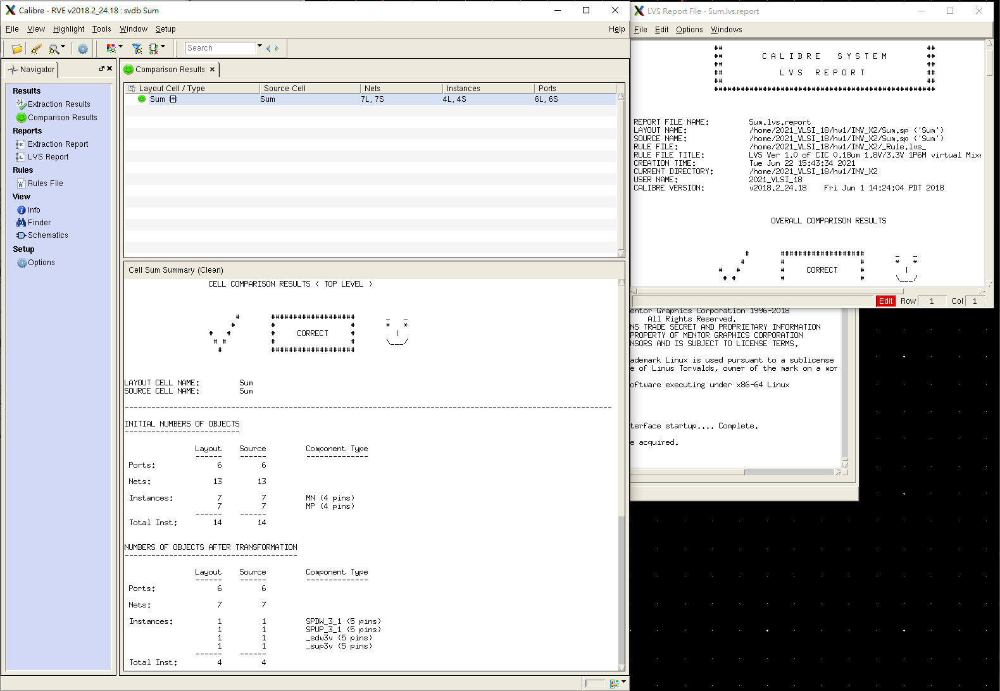 Calibre - RVE v2018.2_24.18 : svdb Sum
File View Highlight Tools Window Setup Help
Search
Navigator
Results
Extraction Results
Comparison Results
Reports
Extraction Report
LVS Report
Rules
Rules File
View
Info
Finder
Schematics
Setup
Options
Comparison Results
Layout Cell / Type Source Cell Nets Instances Ports
Sum Sum 7L, 7S 4L, 4S 6L, 6S
Cell Sum Summary (Clean)
CELL COMPARISON RESULTS ( TOP LEVEL )
#         ###################       _   _
#          #                 #       *   *
#   #           #     CORRECT     #         |
# #            #                 #       \___/
#             ###################
LAYOUT CELL NAME: Sum
SOURCE CELL NAME: Sum
--------------------------------------------------------------------------------------------------------------
INITIAL NUMBERS OF OBJECTS
--------------------------
Layout Source Component Type
------ ------ --------------
Ports: 6 6
Nets: 13 13
Instances: 7 7 MN (4 pins)
7 7 MP (4 pins)
------ ------
Total Inst: 14 14
NUMBERS OF OBJECTS AFTER TRANSFORMATION
---------------------------------------
Layout Source Component Type
------ ------ --------------
Ports: 6 6
Nets: 7 7
Instances: 1 1 SPDW_3_1 (5 pins)
1 1 SPUP_3_1 (5 pins)
1 1 _sdw3v (5 pins)
1 1 _sup3v (5 pins)
------ ------
Total Inst: 4 4
LVS Report File - Sum.lvs.report
File Edit Options Windows
##                                              ##
##         C A L I B R E   S Y S T E M          ##
##                                              ##
##             L V S   R E P O R T              ##
##                                              ##
##################################################
REPORT FILE NAME: Sum.lvs.report
LAYOUT NAME: /home/2021_VLSI_18/hw1/INV_X2/Sum.sp ('Sum')
SOURCE NAME: /home/2021_VLSI_18/hw1/INV_X2/Sum.sp ('Sum')
RULE FILE: /home/2021_VLSI_18/hw1/INV_X2/_Rule.lvs_
RULE FILE TITLE: LVS Ver 1.0 of CIC 0.18um 1.8V/3.3V 1P6M virtual Mixe
CREATION TIME: Tue Jun 22 15:43:34 2021
CURRENT DIRECTORY: /home/2021_VLSI_18/hw1/INV_X2
USER NAME: 2021_VLSI_18
CALIBRE VERSION: v2018.2_24.18 Fri Jun 1 14:24:04 PDT 2018
OVERALL COMPARISON RESULTS
#       ###################       _   _
#        #                 #       *   *
#   #         #     CORRECT     #         |
# #          #                 #       \___/
Edit Row 1 Col 1
entor Graphics Corporation 1996-2018
All Rights Reserved.
NS TRADE SECRET AND PROPRIETARY INFORMATION
PROPERTY OF MENTOR GRAPHICS CORPORATION
NSORS AND IS SUBJECT TO LICENSE TERMS.
ademark Linux is used pursuant to a sublicense
e of Linus Torvalds, owner of the mark on a wor
oftware executing under x86-64 Linux
terface startup.... Complete.
e acquired.